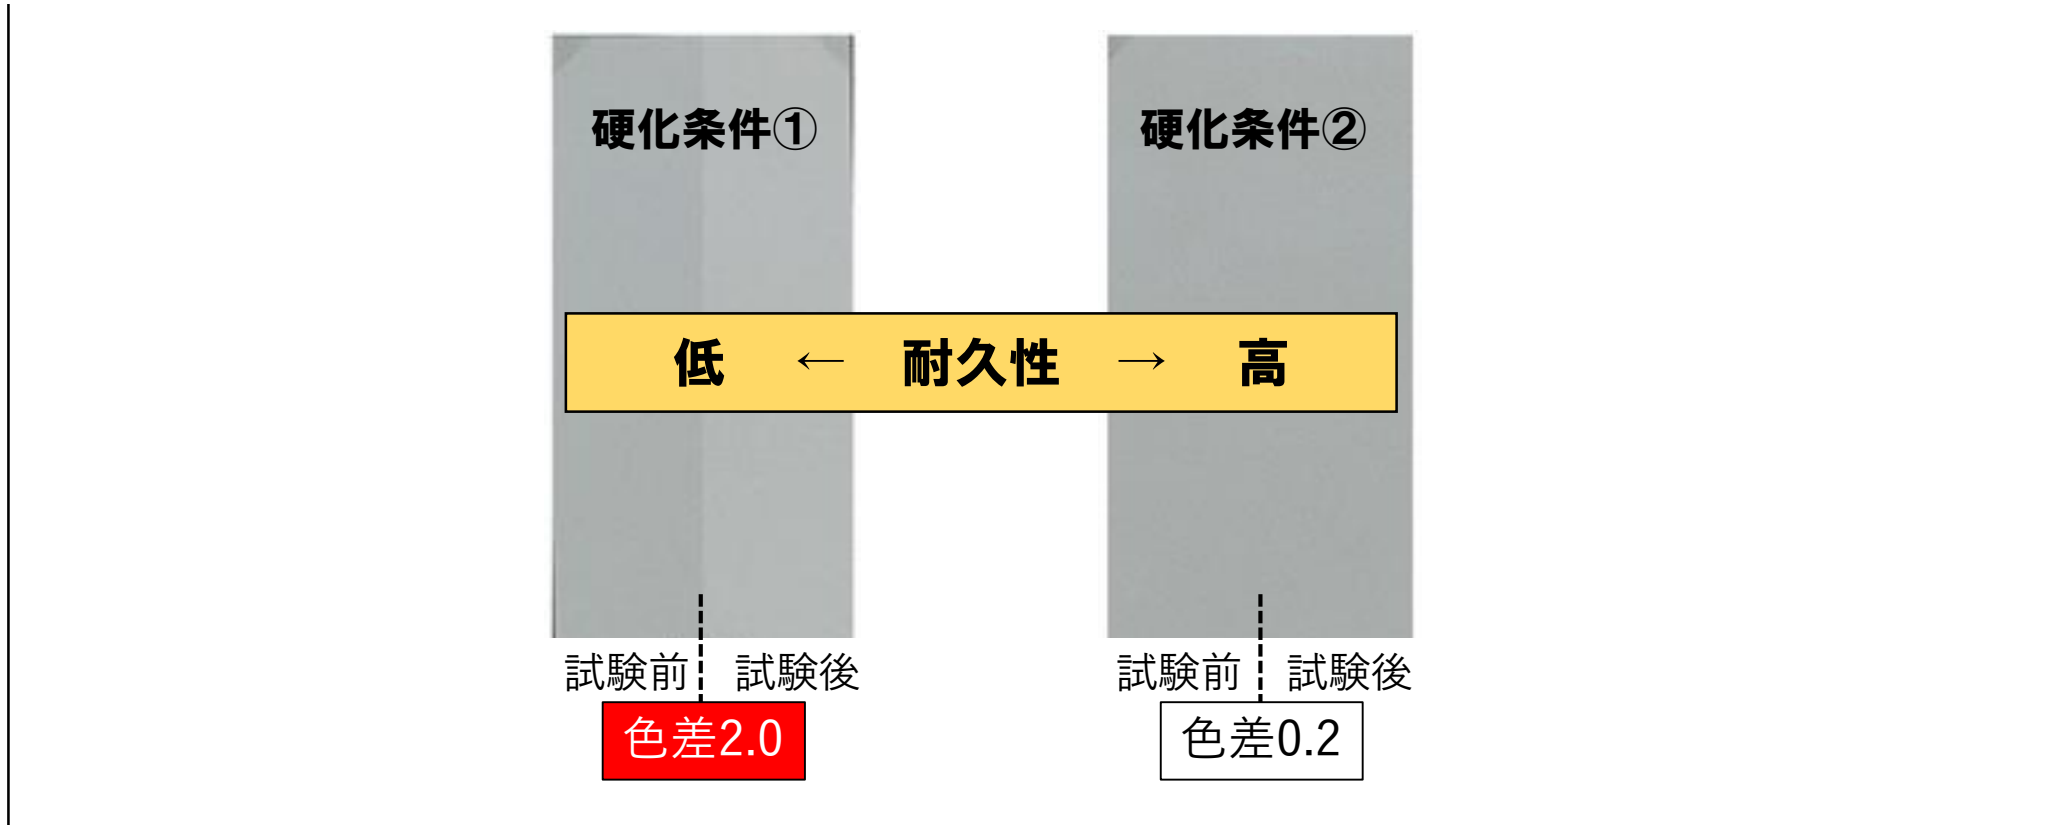 硬化条件①
硬化条件②
低 ← 耐久性 → 高
試験前 試験後
試験前 試験後
色差2.0
色差0.2